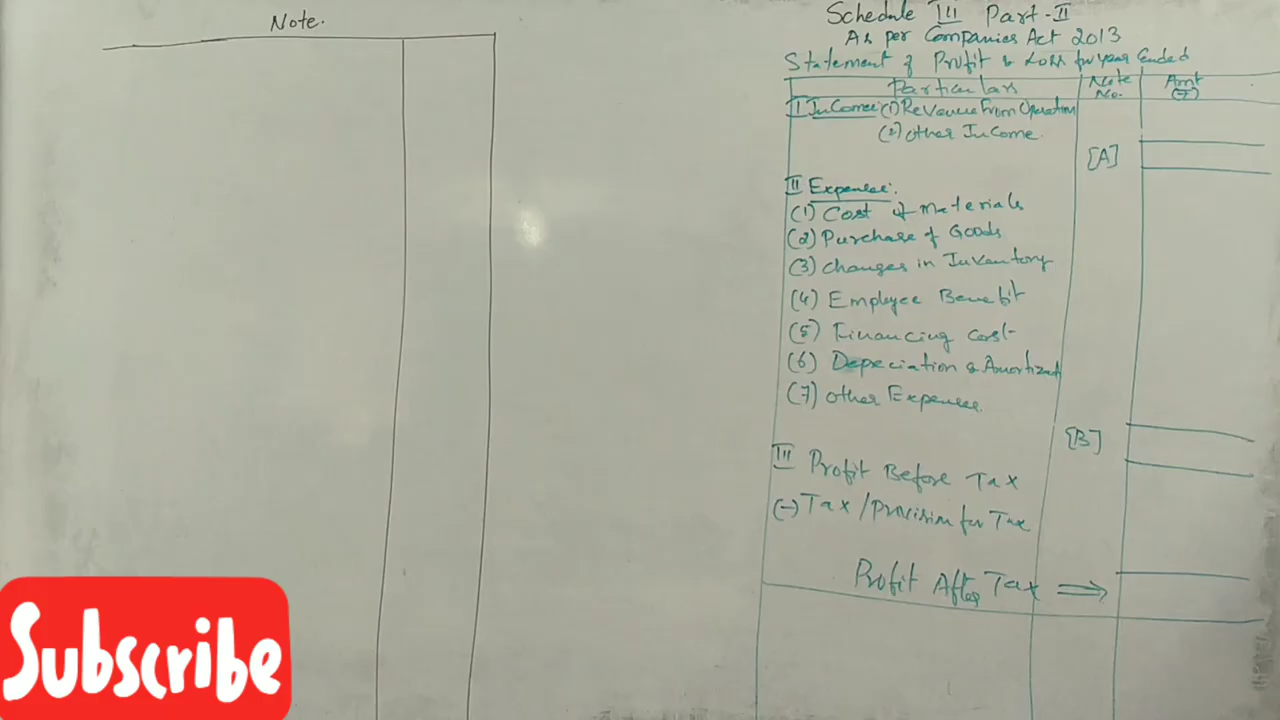 Note.
Schedule III Part-II
As per Companies Act 2013
Statement of Profit & Loss for year Ended
Particulars
Note No.
Amt (₹)
I Income: (1) Revenue From Operation
(2) other Income
[A]
II Expenses:
(1) Cost of Materials
(2) Purchase of Goods
(3) Changes in Inventory
(4) Employee Benefit
(5) Financing Cost
(6) Depeciation & Amortizat
(7) other Expenses.
[B]
III Profit Before Tax
(-) Tax/Provision for Tax
Profit After Tax ⇒
Subscribe